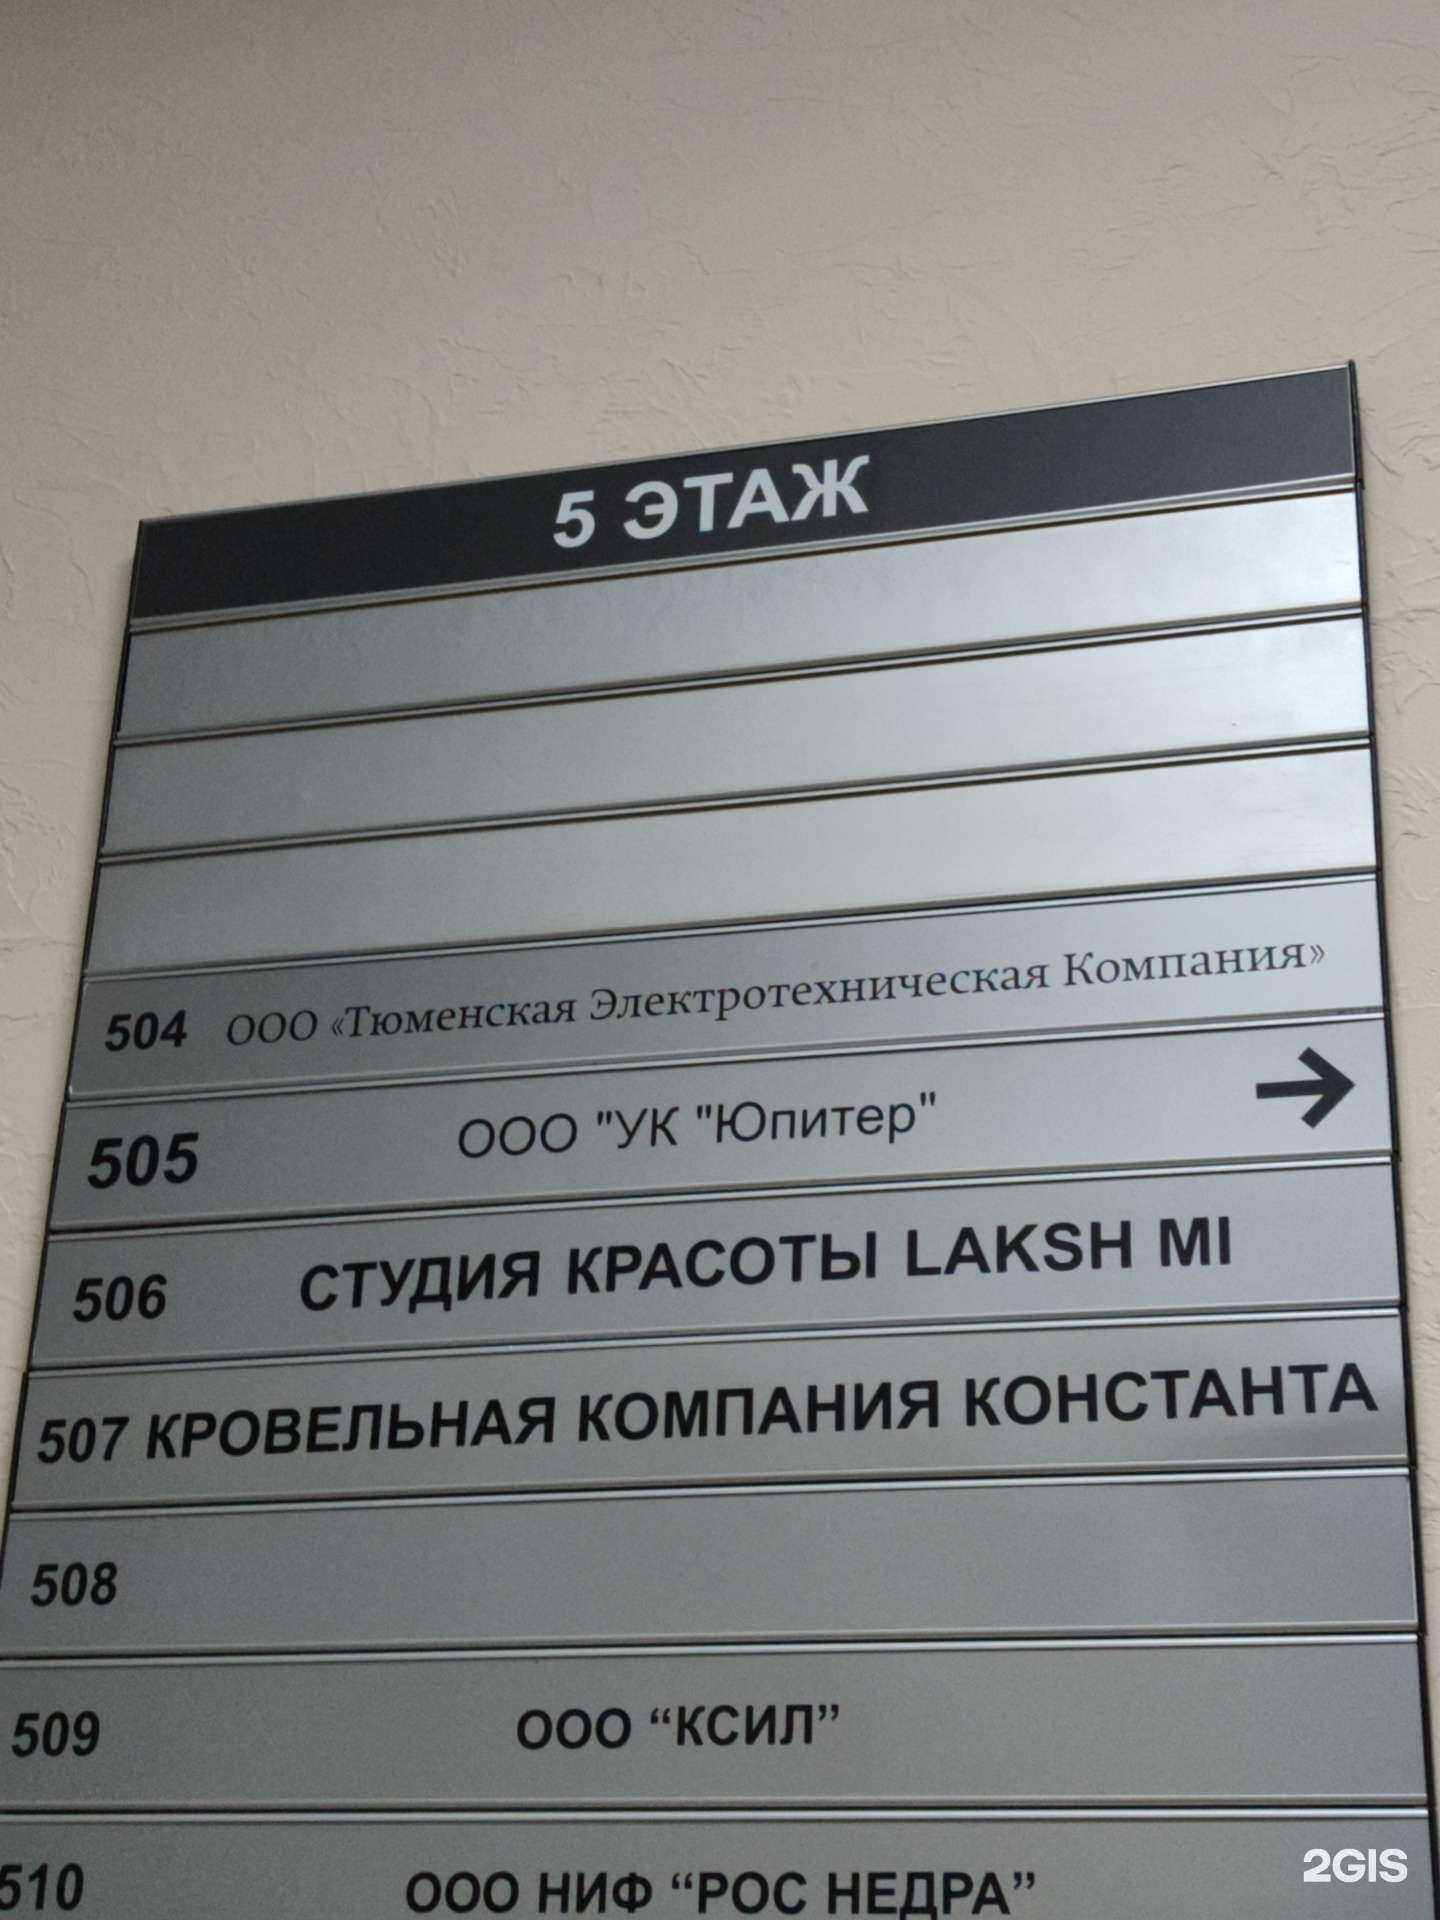 5 ЭТАЖ
504 ООО «Тюменская Электротехническая Компания»
505 ООО "УК "Юпитер" →
506 СТУДИЯ КРАСОТЫ LAKSH MI
507 КРОВЕЛЬНАЯ КОМПАНИЯ КОНСТАНТА
508
509 ООО “КСИЛ”
510 ООО НИФ “РОС НЕДРА”
2GIS